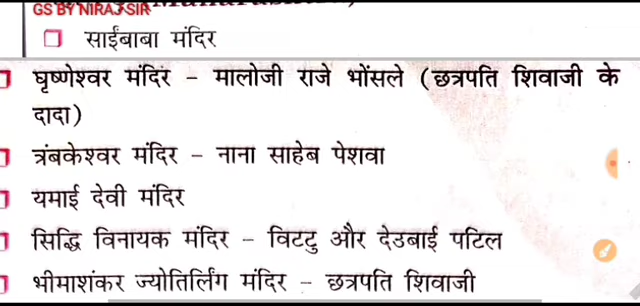 GS BY NIRAJ SIR
साईंबाबा मंदिर
घृष्णेश्वर मंदिर - मालोजी राजे भोंसले (छत्रपति शिवाजी के
दादा)
त्रंबकेश्वर मंदिर - नाना साहेब पेशवा
यमाई देवी मंदिर
सिद्धि विनायक मंदिर - विटटु और देउबाई पटिल
भीमाशंकर ज्योतिर्लिंग मंदिर - छत्रपति शिवाजी